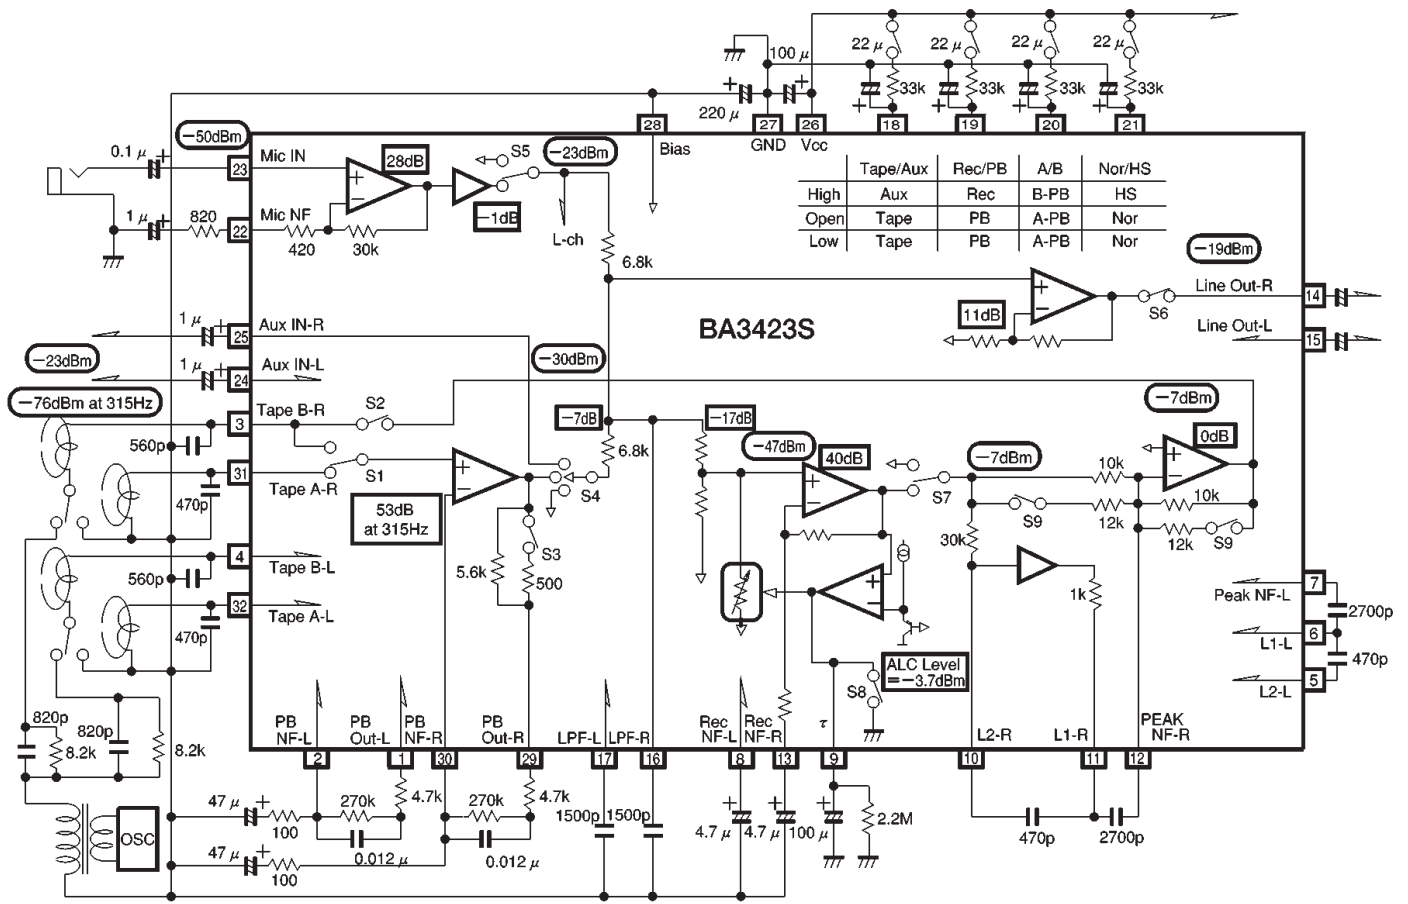 22 μ
22 μ
22 μ
22 μ
100 μ
33k
33k
33k
33k
220 μ
28
27
26
18
19
20
21
Bias
GND
Vcc
−50dBm
0.1 μ
23
Mic IN
28dB
S5
−23dBm
−1dB
L-ch
1 μ
820
22
Mic NF
420
30k
6.8k
Tape/Aux Rec/PB A/B Nor/HS
High Aux Rec B-PB HS
Open Tape PB A-PB Nor
Low Tape PB A-PB Nor
−19dBm
Line Out-R
14
11dB
S6
Line Out-L
15
BA3423S
1 μ
25
Aux IN-R
−23dBm
1 μ
24
Aux IN-L
−30dBm
−76dBm at 315Hz
3
Tape B-R
S2
560p
−7dB
−17dB
−7dBm
0dB
6.8k
−47dBm
40dB
−7dBm
31
Tape A-R
S1
470p
53dB
at 315Hz
S4
S7
10k
10k
S9
12k
12k
S9
4
Tape B-L
560p
S3
5.6k
500
30k
1k
32
Tape A-L
470p
7
Peak NF-L
2700p
6
L1-L
470p
5
L2-L
ALC Level
=−3.7dBm
S8
820p
8.2k
820p
8.2k
PB
NF-L
PB
Out-L
PB
NF-R
PB
Out-R
LPF-L
LPF-R
Rec
NF-L
Rec
NF-R
τ
L2-R
L1-R
PEAK
NF-R
2
1
30
29
17
16
8
13
9
10
11
12
OSC
47 μ
100
270k
4.7k
0.012 μ
270k
4.7k
0.012 μ
47 μ
100
1500p
1500p
4.7 μ
4.7 μ
100 μ
2.2M
470p
2700p